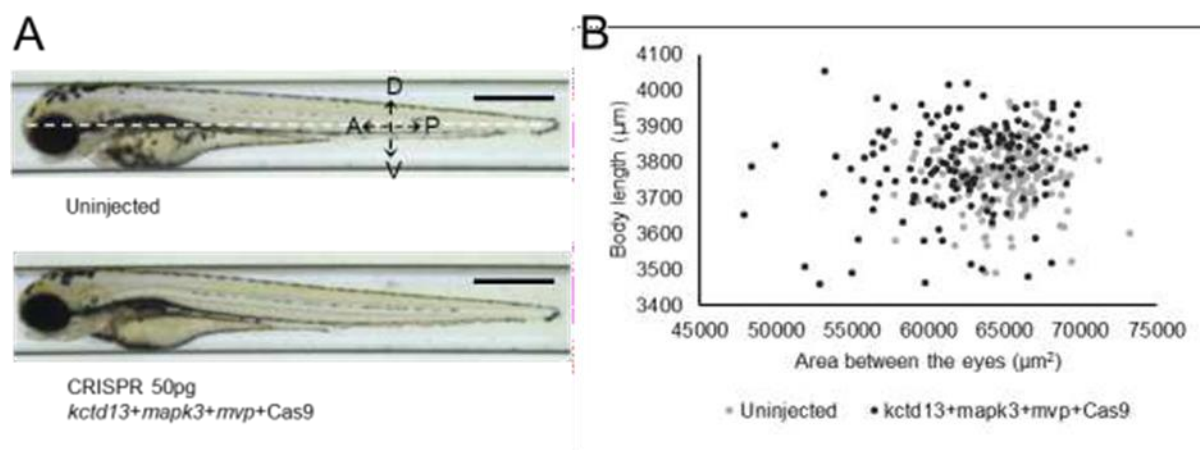 A
D
A
P
V
Uninjected
CRISPR 50pg
kctd13+mapk3+mvp+Cas9
B
4100
4000
3900
3800
3700
3600
3500
3400
Body length (μm)
45000 50000 55000 60000 65000 70000 75000
Area between the eyes (μm²)
Uninjected kctd13+mapk3+mvp+Cas9